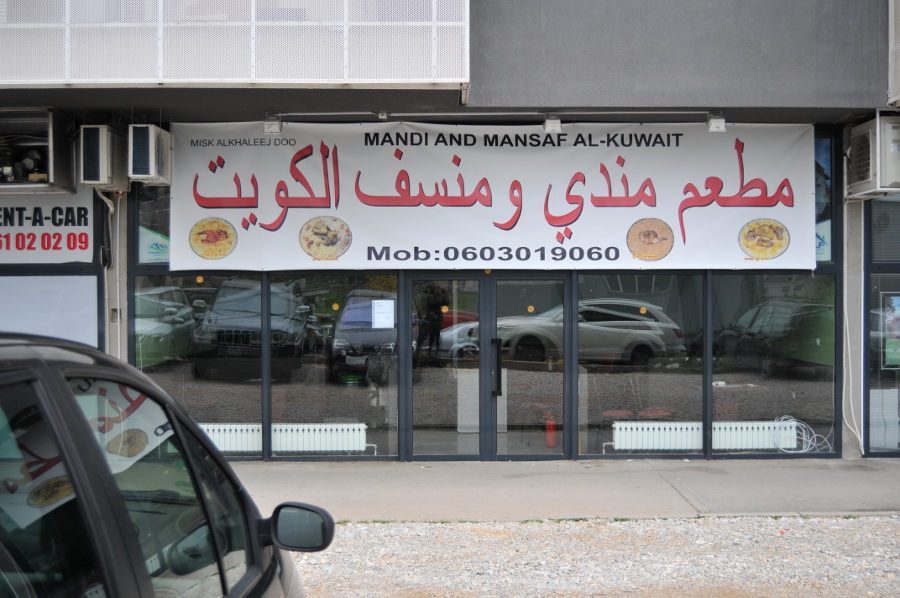 MISK ALKHALEEJ DOO
MANDI AND MANSAF AL-KUWAIT
مطعم مندي ومنسف الكويت
Mob:0603019060
ENT-A-CAR
61 02 02 09